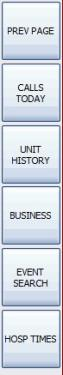 PREV PAGE
CALLS
TODAY
UNIT
HISTORY
BUSINESS
EVENT
SEARCH
HOSP TIMES